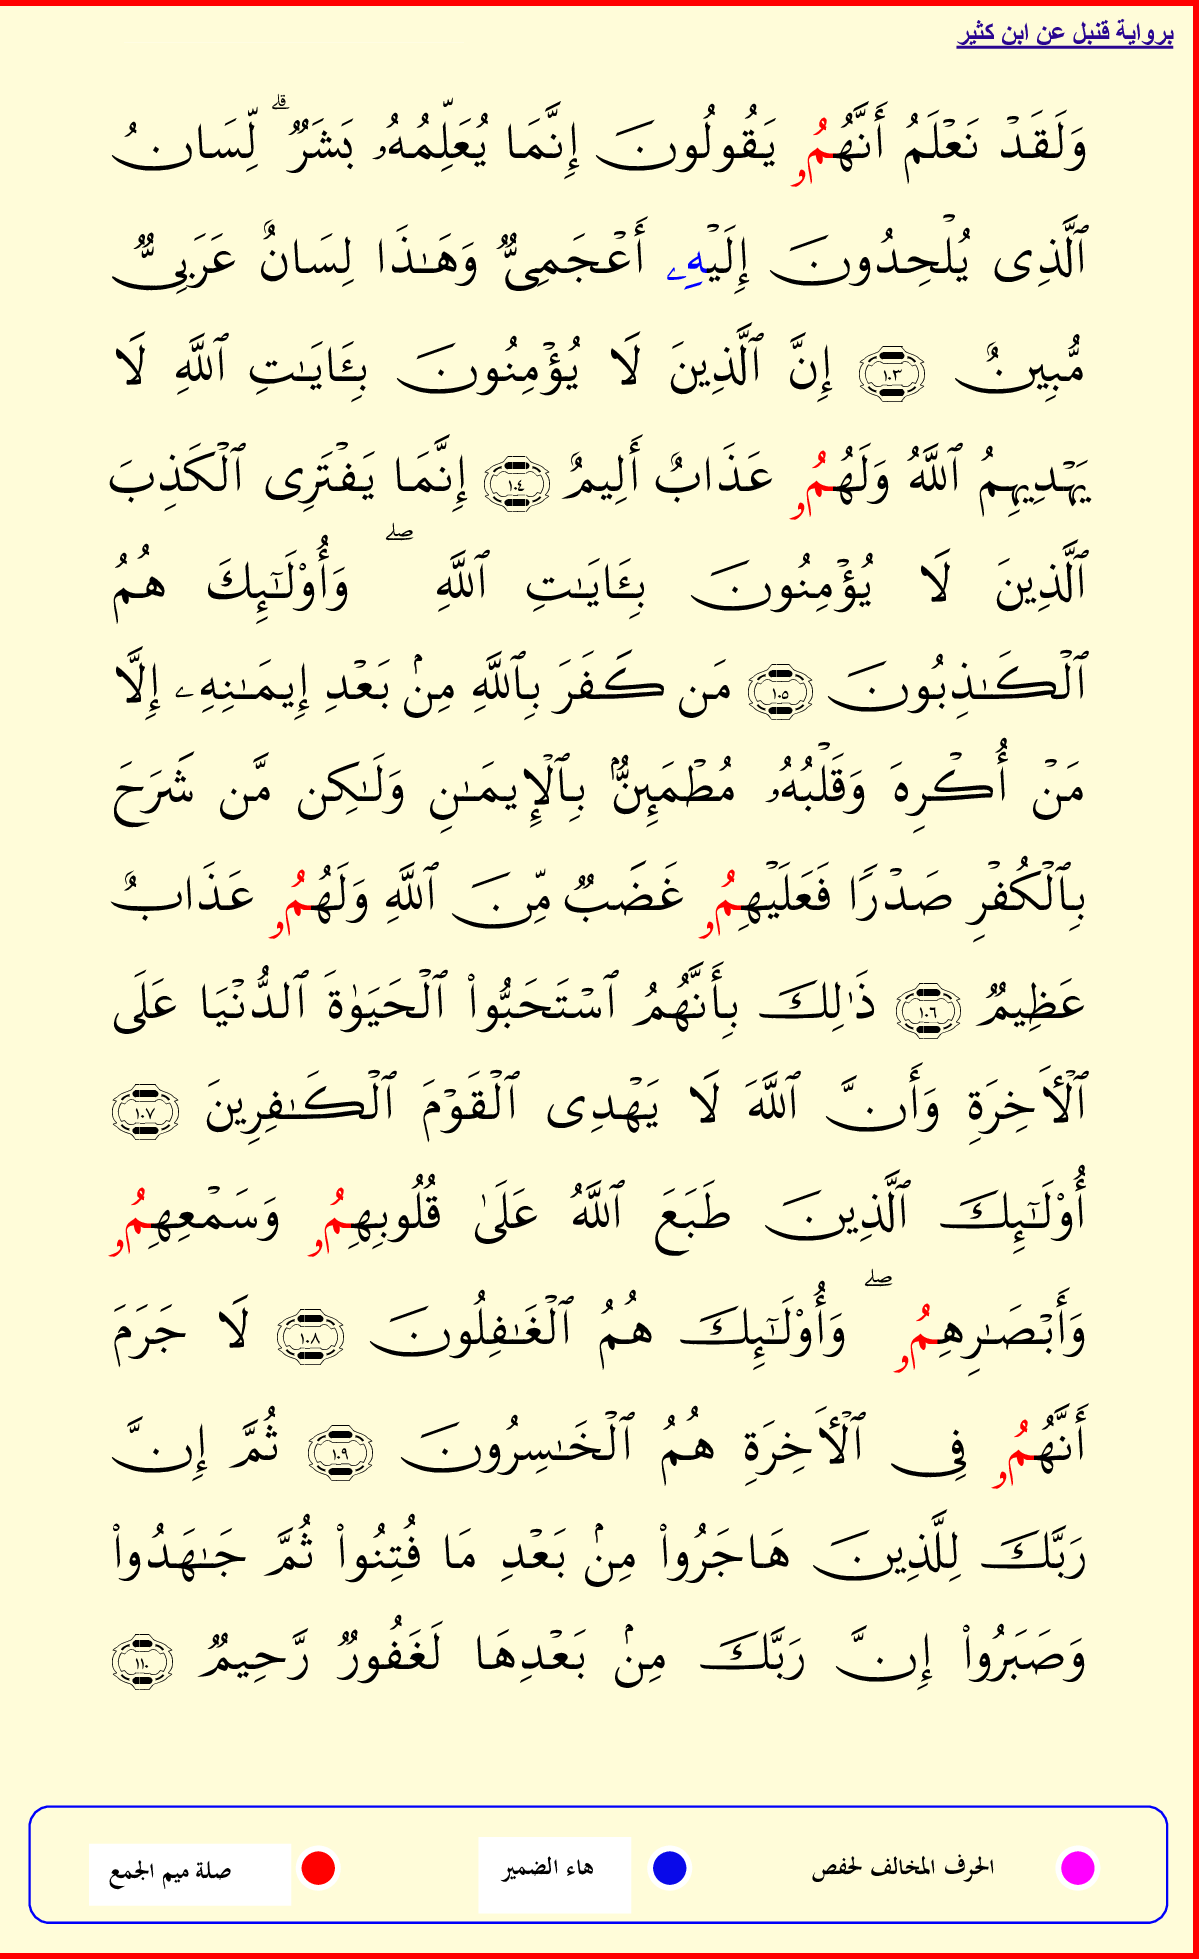 برواية قنبل عن ابن كثير
وَلَقَدۡ نَعۡلَمُ أَنَّهُمُۥ يَقُولُونَ إِنَّمَا يُعَلِّمُهُۥ بَشَرٞۗ لِّسَانُ
ٱلَّذِي يُلۡحِدُونَ إِلَيۡهِۦ أَعۡجَمِيّٞ وَهَٰذَا لِسَانٌ عَرَبِيّٞ
مُّبِينٌ ١٠٣ إِنَّ ٱلَّذِينَ لَا يُؤۡمِنُونَ بِـَٔايَٰتِ ٱللَّهِ لَا
يَهۡدِيهِمُ ٱللَّهُ وَلَهُمُۥ عَذَابٌ أَلِيمٌ ١٠٤ إِنَّمَا يَفۡتَرِي ٱلۡكَذِبَ
ٱلَّذِينَ لَا يُؤۡمِنُونَ بِـَٔايَٰتِ ٱللَّهِۖ وَأُوْلَٰٓئِكَ هُمُ
ٱلۡكَٰذِبُونَ ١٠٥ مَن كَفَرَ بِٱللَّهِ مِنۢ بَعۡدِ إِيمَٰنِهِۦ إِلَّا
مَنۡ أُكۡرِهَ وَقَلۡبُهُۥ مُطۡمَئِنُّۢ بِٱلۡإِيمَٰنِ وَلَٰكِن مَّن شَرَحَ
بِٱلۡكُفۡرِ صَدۡرٗا فَعَلَيۡهِمُۥ غَضَبٞ مِّنَ ٱللَّهِ وَلَهُمُۥ عَذَابٌ
عَظِيمٞ ١٠٦ ذَٰلِكَ بِأَنَّهُمُ ٱسۡتَحَبُّواْ ٱلۡحَيَوٰةَ ٱلدُّنۡيَا عَلَى
ٱلۡأٓخِرَةِ وَأَنَّ ٱللَّهَ لَا يَهۡدِي ٱلۡقَوۡمَ ٱلۡكَٰفِرِينَ ١٠٧
أُوْلَٰٓئِكَ ٱلَّذِينَ طَبَعَ ٱللَّهُ عَلَىٰ قُلُوبِهِمُۥ وَسَمۡعِهِمُۥ
وَأَبۡصَٰرِهِمُۥۖ وَأُوْلَٰٓئِكَ هُمُ ٱلۡغَٰفِلُونَ ١٠٨ لَا جَرَمَ
أَنَّهُمُۥ فِي ٱلۡأٓخِرَةِ هُمُ ٱلۡخَٰسِرُونَ ١٠٩ ثُمَّ إِنَّ
رَبَّكَ لِلَّذِينَ هَاجَرُواْ مِنۢ بَعۡدِ مَا فُتِنُواْ ثُمَّ جَٰهَدُواْ
وَصَبَرُواْ إِنَّ رَبَّكَ مِنۢ بَعۡدِهَا لَغَفُورٞ رَّحِيمٞ ١١٠
الحرف المخالف لحفص هاء الضمير صلة ميم الجمع